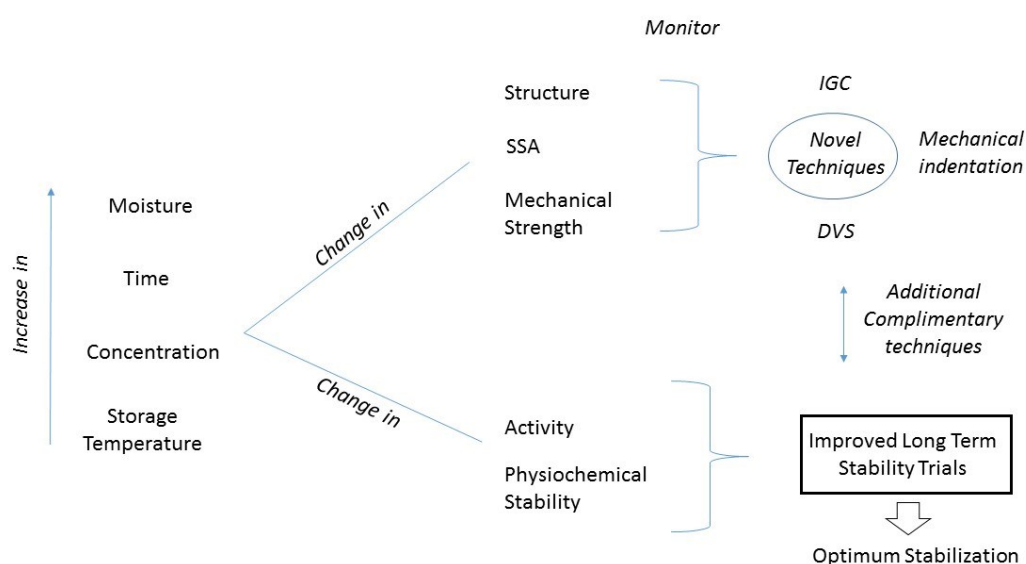 Increase in
Moisture
Time
Concentration
Storage
Temperature
Change in
Change in
Monitor
Structure
SSA
Mechanical
Strength
Activity
Physiochemical
Stability
IGC
Novel
Techniques
Mechanical
indentation
DVS
Additional
Complimentary
techniques
Improved Long Term
Stability Trials
Optimum Stabilization